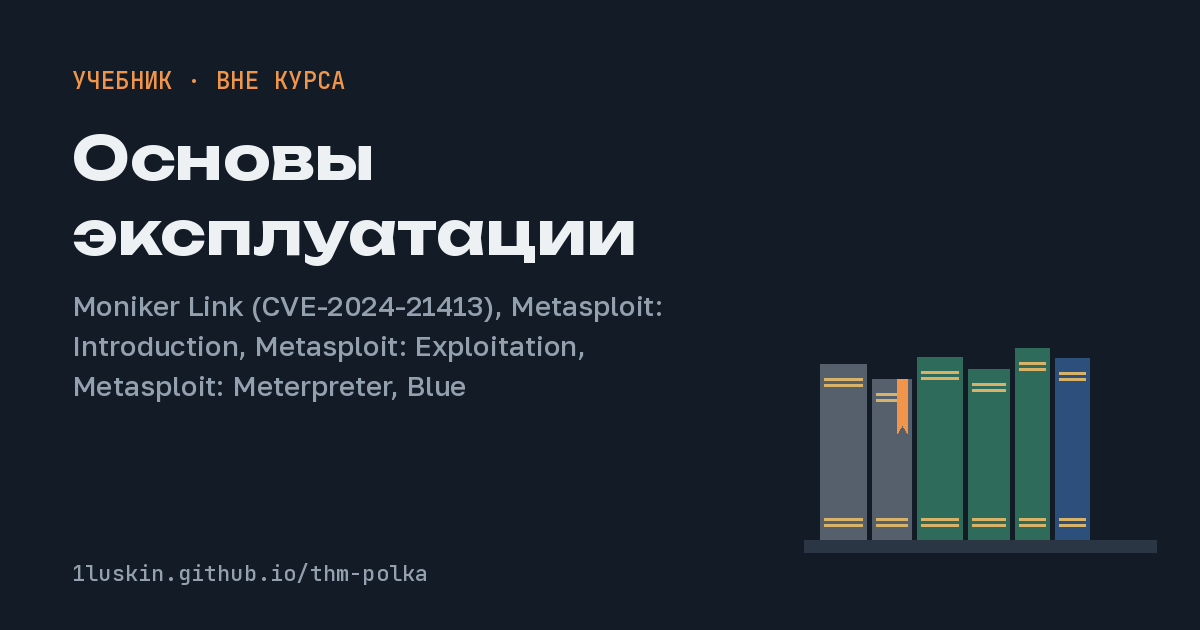 УЧЕБНИК · ВНЕ КУРСА
Основы
эксплуатации
Moniker Link (CVE-2024-21413), Metasploit:
Introduction, Metasploit: Exploitation,
Metasploit: Meterpreter, Blue
1luskin.github.io/thm-polka